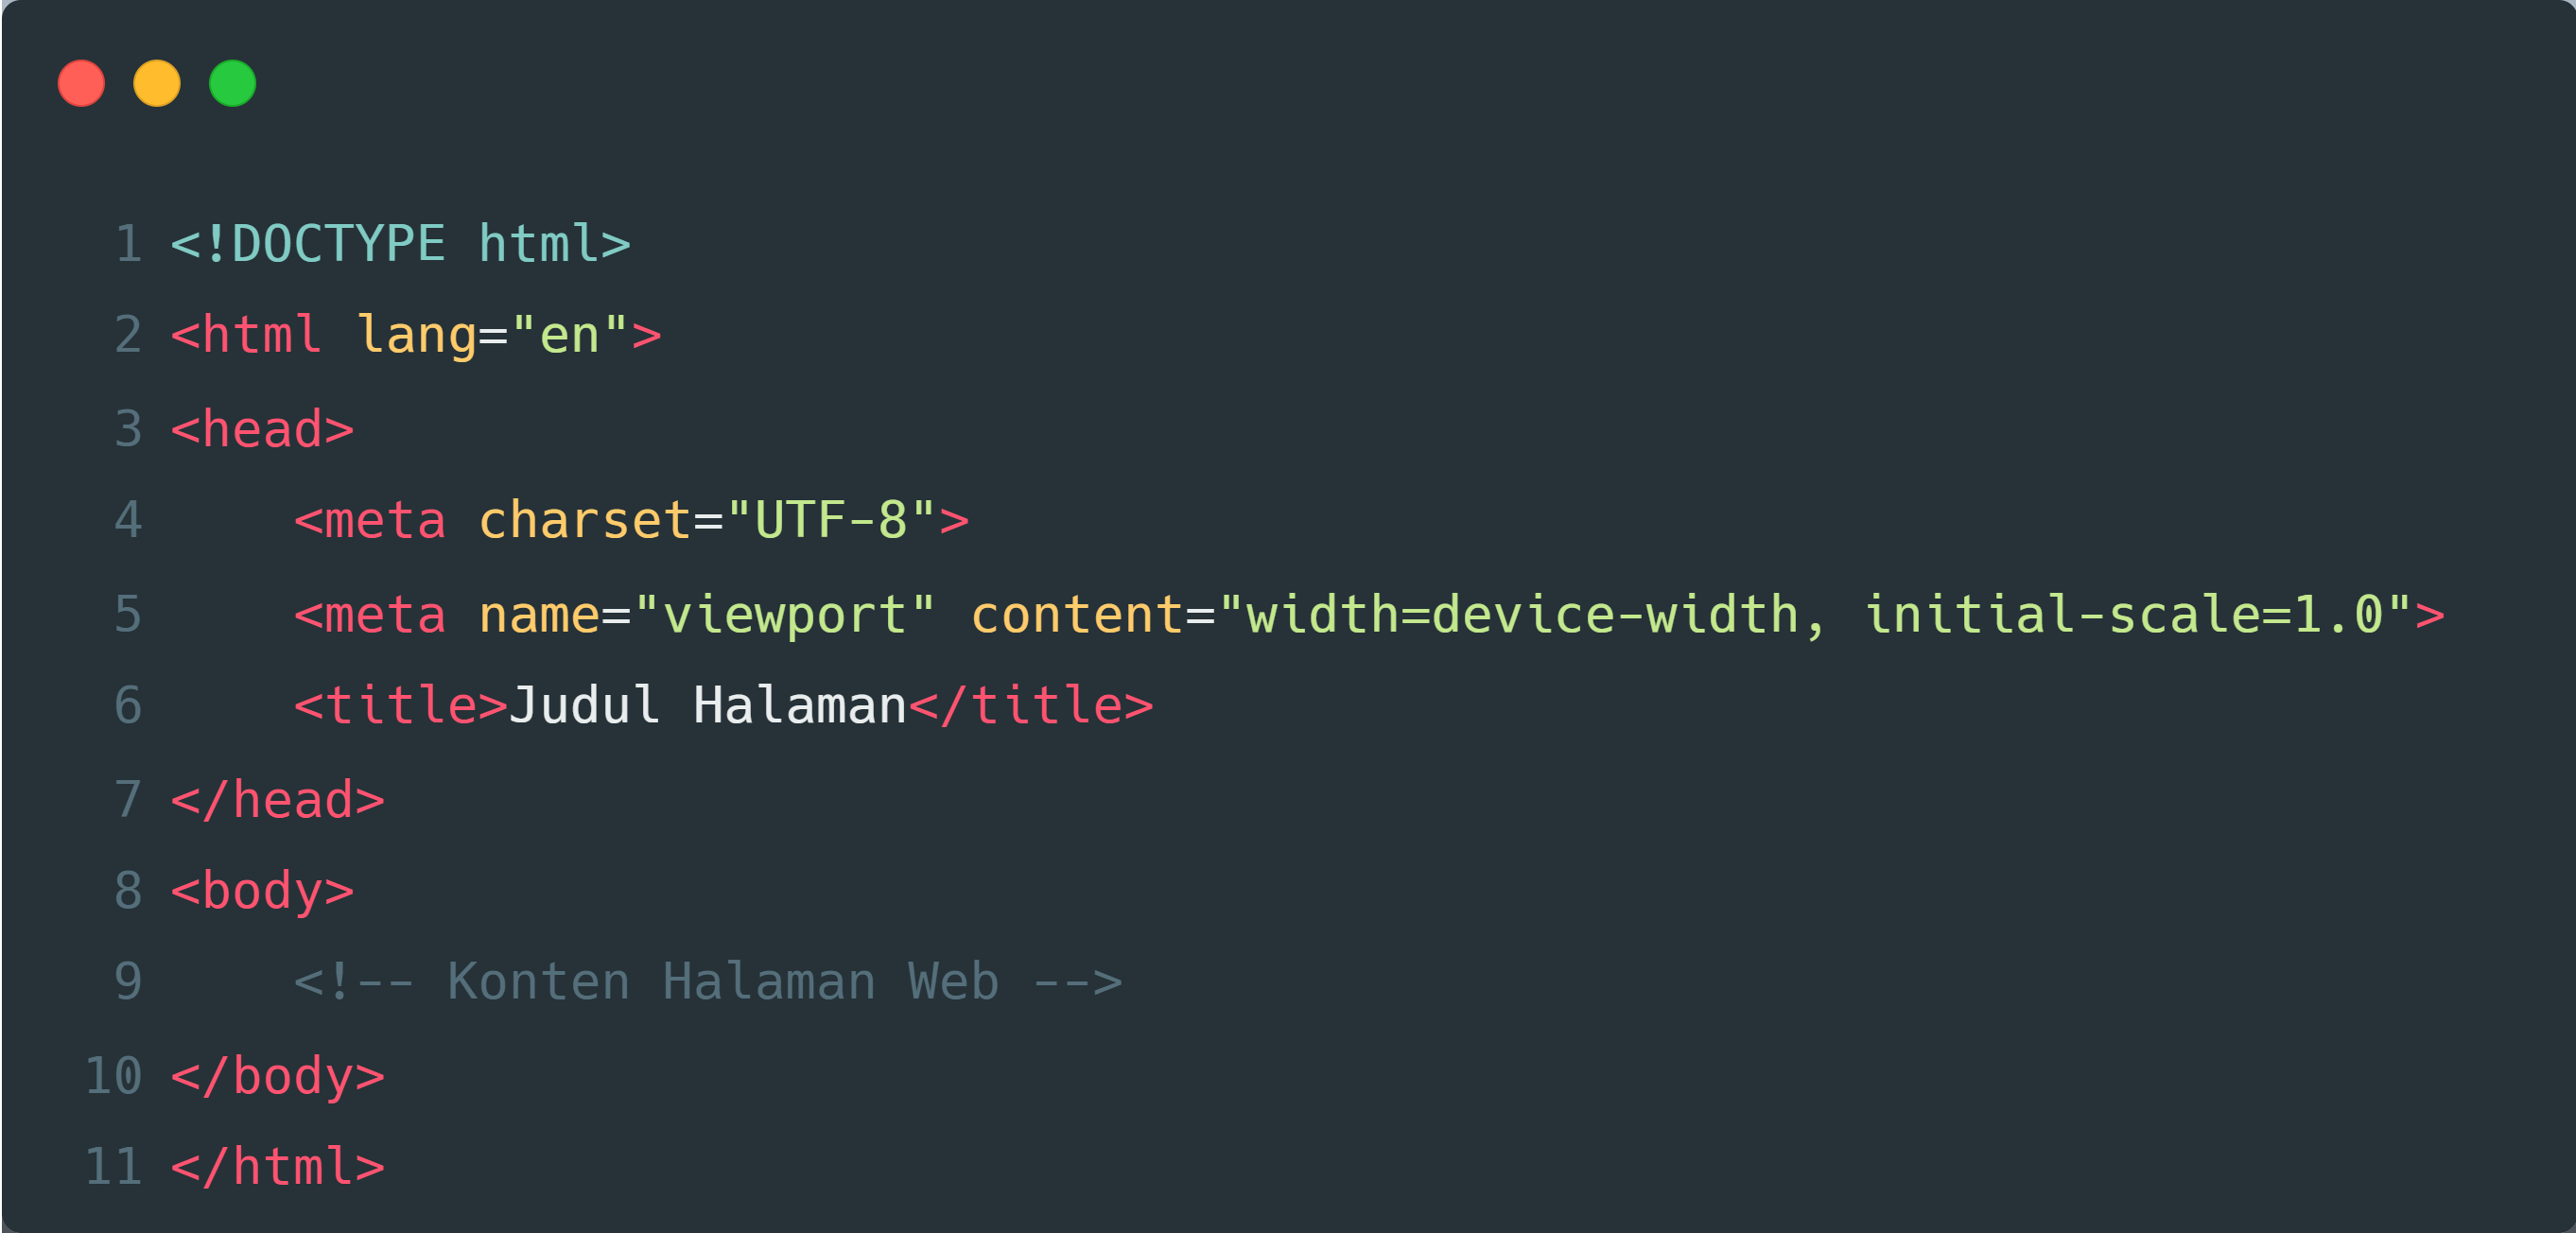 1 <!DOCTYPE html>
2 <html lang="en">
3 <head>
4     <meta charset="UTF-8">
5     <meta name="viewport" content="width=device-width, initial-scale=1.0">
6     <title>Judul Halaman</title>
7 </head>
8 <body>
9     <!-- Konten Halaman Web -->
10 </body>
11 </html>